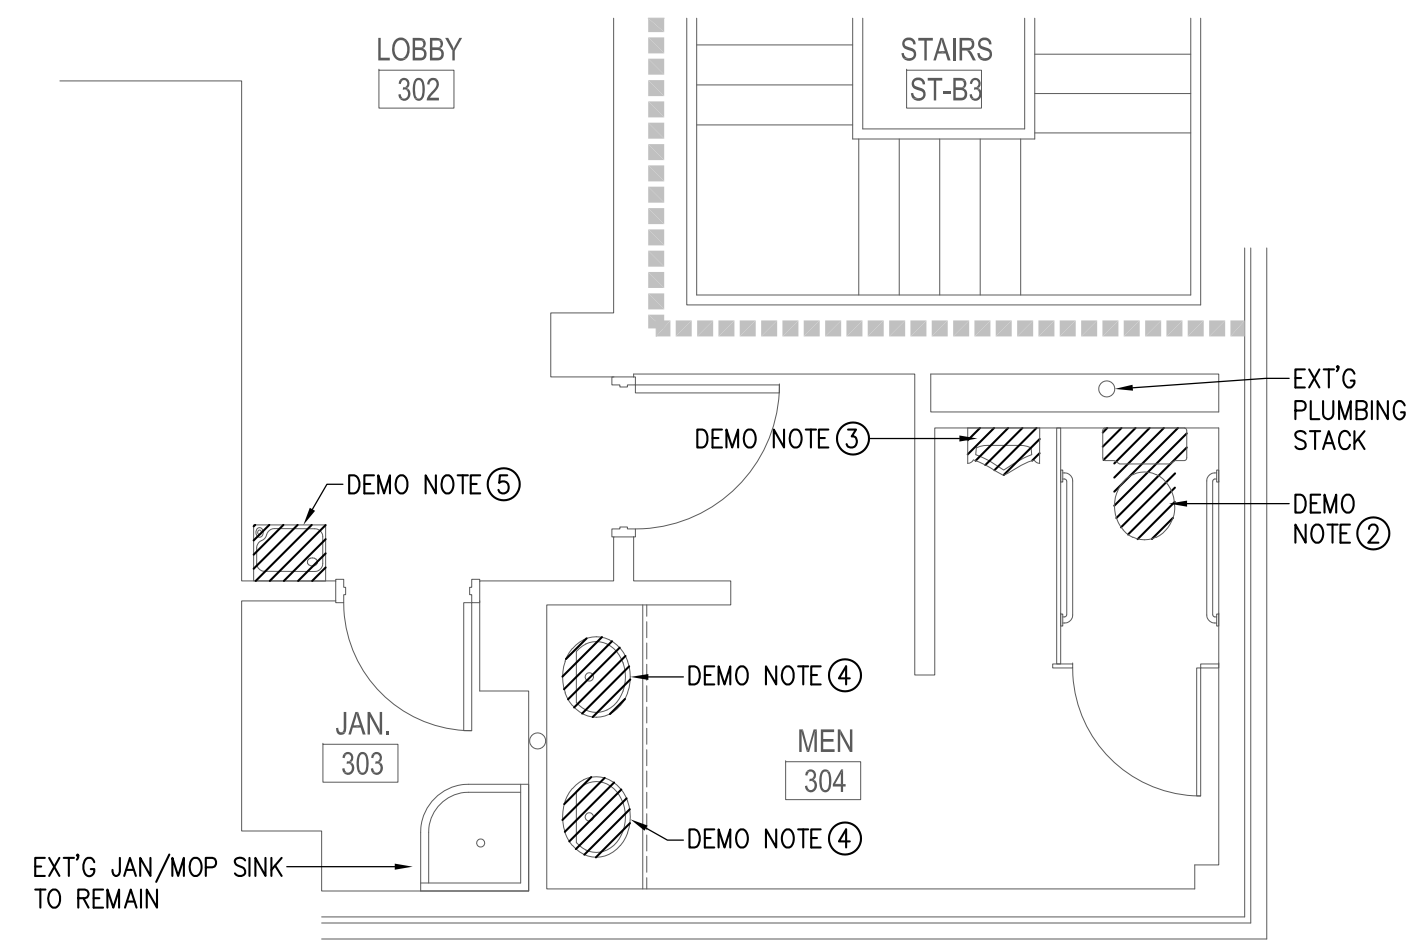 LOBBY
302
STAIRS
ST-B3
EXT'G
PLUMBING
STACK
DEMO NOTE 3
DEMO NOTE 5
DEMO
NOTE 2
DEMO NOTE 4
JAN.
303
MEN
304
DEMO NOTE 4
EXT'G JAN/MOP SINK
TO REMAIN